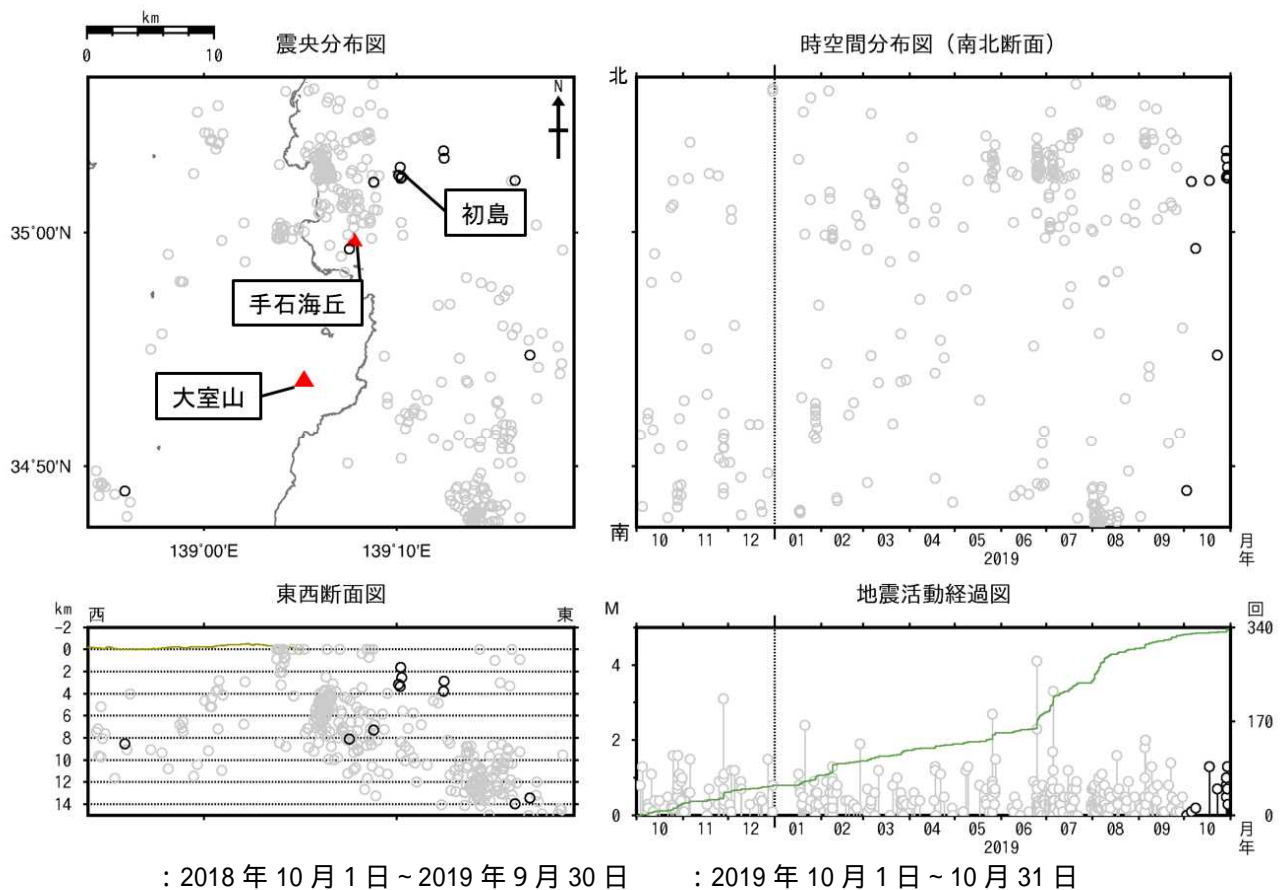 km
0 10
震央分布図
N
初島
35°00'N
手石海丘
大室山
34°50'N
139°00'E 139°10'E
時空間分布図（南北断面）
北
南
10 11 12 01 02 03 04 05 06 07 08 09 10 月
2019 年
東西断面図
km 西 東
-2
0
2
4
6
8
10
12
14
地震活動経過図
M 回
4 340
2 170
0 0
10 11 12 01 02 03 04 05 06 07 08 09 10 月
2019 年
：2018 年 10 月 1 日～2019 年 9 月 30 日 ：2019 年 10 月 1 日～10 月 31 日